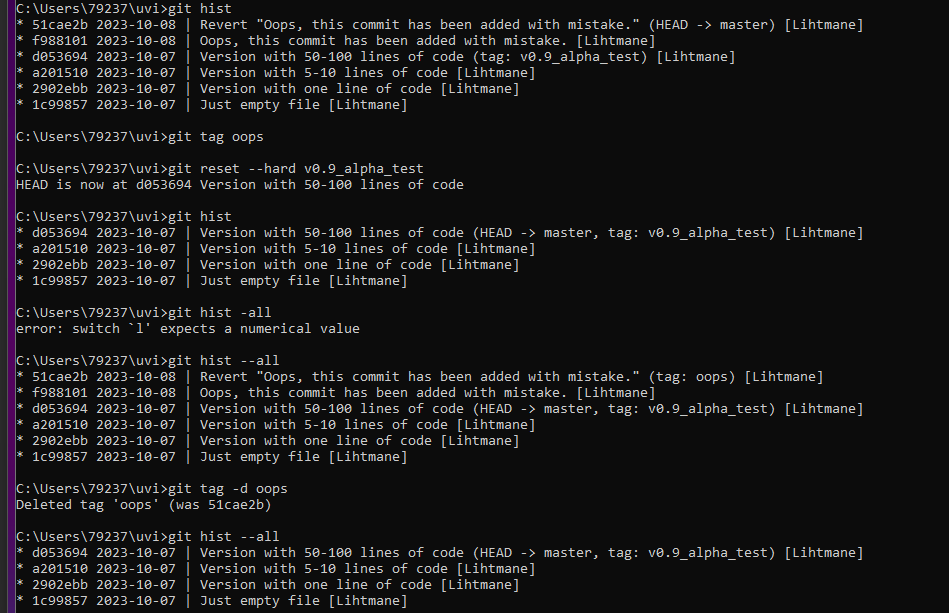 C:\Users\79237\uvi>git hist
* 51cae2b 2023-10-08 | Revert "Oops, this commit has been added with mistake." (HEAD -> master) [Lihtmane]
* f988101 2023-10-08 | Oops, this commit has been added with mistake. [Lihtmane]
* d053694 2023-10-07 | Version with 50-100 lines of code (tag: v0.9_alpha_test) [Lihtmane]
* a201510 2023-10-07 | Version with 5-10 lines of code [Lihtmane]
* 2902ebb 2023-10-07 | Version with one line of code [Lihtmane]
* 1c99857 2023-10-07 | Just empty file [Lihtmane]
C:\Users\79237\uvi>git tag oops
C:\Users\79237\uvi>git reset --hard v0.9_alpha_test
HEAD is now at d053694 Version with 50-100 lines of code
C:\Users\79237\uvi>git hist
* d053694 2023-10-07 | Version with 50-100 lines of code (HEAD -> master, tag: v0.9_alpha_test) [Lihtmane]
* a201510 2023-10-07 | Version with 5-10 lines of code [Lihtmane]
* 2902ebb 2023-10-07 | Version with one line of code [Lihtmane]
* 1c99857 2023-10-07 | Just empty file [Lihtmane]
C:\Users\79237\uvi>git hist -all
error: switch `l' expects a numerical value
C:\Users\79237\uvi>git hist --all
* 51cae2b 2023-10-08 | Revert "Oops, this commit has been added with mistake." (tag: oops) [Lihtmane]
* f988101 2023-10-08 | Oops, this commit has been added with mistake. [Lihtmane]
* d053694 2023-10-07 | Version with 50-100 lines of code (HEAD -> master, tag: v0.9_alpha_test) [Lihtmane]
* a201510 2023-10-07 | Version with 5-10 lines of code [Lihtmane]
* 2902ebb 2023-10-07 | Version with one line of code [Lihtmane]
* 1c99857 2023-10-07 | Just empty file [Lihtmane]
C:\Users\79237\uvi>git tag -d oops
Deleted tag 'oops' (was 51cae2b)
C:\Users\79237\uvi>git hist --all
* d053694 2023-10-07 | Version with 50-100 lines of code (HEAD -> master, tag: v0.9_alpha_test) [Lihtmane]
* a201510 2023-10-07 | Version with 5-10 lines of code [Lihtmane]
* 2902ebb 2023-10-07 | Version with one line of code [Lihtmane]
* 1c99857 2023-10-07 | Just empty file [Lihtmane]